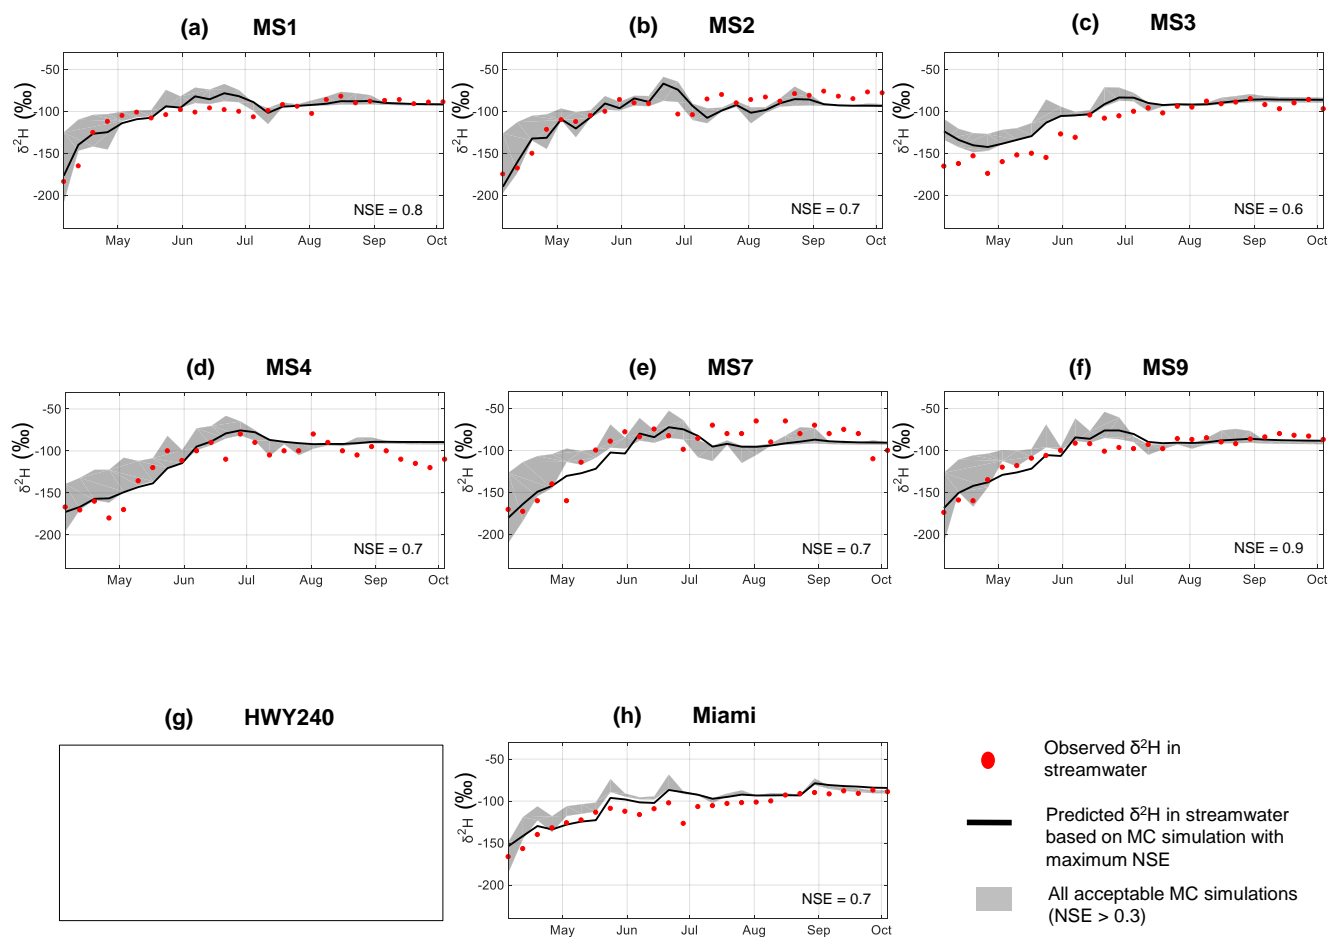 (a) MS1
-50
-100
-150
-200
δ²H (‰)
May Jun Jul Aug Sep Oct
NSE = 0.8
(b) MS2
-50
-100
-150
-200
δ²H (‰)
May Jun Jul Aug Sep Oct
NSE = 0.7
(c) MS3
-50
-100
-150
-200
δ²H (‰)
May Jun Jul Aug Sep Oct
NSE = 0.6
(d) MS4
-50
-100
-150
-200
δ²H (‰)
May Jun Jul Aug Sep Oct
NSE = 0.7
(e) MS7
-50
-100
-150
-200
δ²H (‰)
May Jun Jul Aug Sep Oct
NSE = 0.7
(f) MS9
-50
-100
-150
-200
δ²H (‰)
May Jun Jul Aug Sep Oct
NSE = 0.9
(g) HWY240
(h) Miami
-50
-100
-150
-200
δ²H (‰)
May Jun Jul Aug Sep Oct
NSE = 0.7
Observed δ²H in
streamwater
Predicted δ²H in streamwater
based on MC simulation with
maximum NSE
All acceptable MC simulations
(NSE > 0.3)